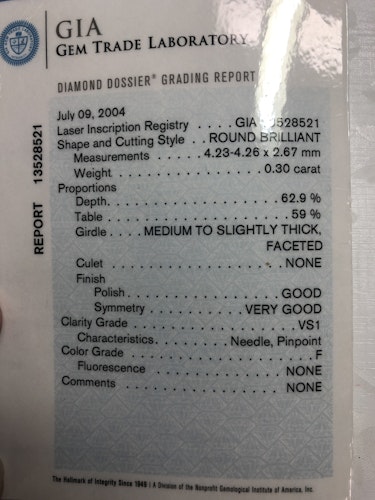 GIA
GEM TRADE LABORATORY
DIAMOND DOSSIER® GRADING REPORT
REPORT 13528521
July 09, 2004
Laser Inscription Registry . . . . GIA 13528521
Shape and Cutting Style . . ROUND BRILLIANT
Measurements . . . . . 4.23-4.26 x 2.67 mm
Weight . . . . . . . . . . . . . . . . . 0.30 carat
Proportions
Depth. . . . . . . . . . . . . . . . . . . . . 62.9 %
Table . . . . . . . . . . . . . . . . . . . . . . 59 %
Girdle . . . . MEDIUM TO SLIGHTLY THICK,
FACETED
Culet . . . . . . . . . . . . . . . . . . . . . NONE
Finish
Polish . . . . . . . . . . . . . . . . . . . GOOD
Symmetry . . . . . . . . . . . VERY GOOD
Clarity Grade . . . . . . . . . . . . . . . . . . . . VS1
Characteristics. . . . . . . Needle, Pinpoint
Color Grade . . . . . . . . . . . . . . . . . . . . . . F
Fluorescence . . . . . . . . . . . . . . NONE
Comments . . . . . . . . . . . . . . . . . . . NONE
The Hallmark of Integrity Since 1949 | A Division of the Nonprofit Gemological Institute of America, Inc.